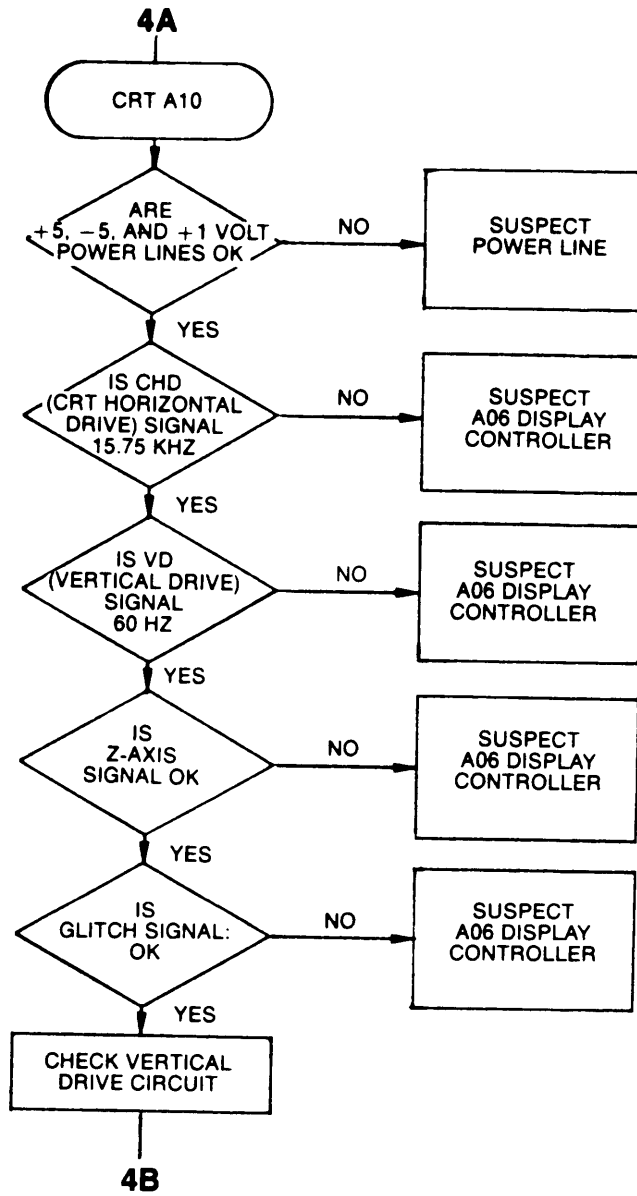 4A
CRT A10
ARE
+5, −5, AND +1 VOLT
POWER LINES OK
NO
SUSPECT
POWER LINE
YES
IS CHD
(CRT HORIZONTAL
DRIVE) SIGNAL
15.75 KHZ
NO
SUSPECT
A06 DISPLAY
CONTROLLER
YES
IS VD
(VERTICAL DRIVE)
SIGNAL
60 HZ
NO
SUSPECT
A06 DISPLAY
CONTROLLER
YES
IS
Z-AXIS
SIGNAL OK
NO
SUSPECT
A06 DISPLAY
CONTROLLER
YES
IS
GLITCH SIGNAL:
OK
NO
SUSPECT
A06 DISPLAY
CONTROLLER
YES
CHECK VERTICAL
DRIVE CIRCUIT
4B